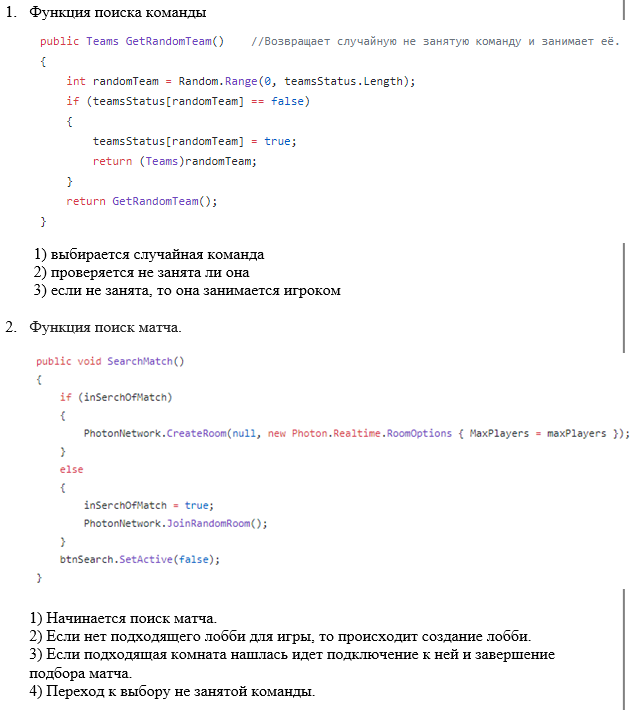 1. Функция поиска команды
public Teams GetRandomTeam() //Возвращает случайную не занятую команду и занимает её.
{
int randomTeam = Random.Range(0, teamsStatus.Length);
if (teamsStatus[randomTeam] == false)
{
teamsStatus[randomTeam] = true;
return (Teams)randomTeam;
}
return GetRandomTeam();
}
1) выбирается случайная команда
2) проверяется не занята ли она
3) если не занята, то она занимается игроком
2. Функция поиск матча.
public void SearchMatch()
{
if (inSerchOfMatch)
{
PhotonNetwork.CreateRoom(null, new Photon.Realtime.RoomOptions { MaxPlayers = maxPlayers });
}
else
{
inSerchOfMatch = true;
PhotonNetwork.JoinRandomRoom();
}
btnSearch.SetActive(false);
}
1) Начинается поиск матча.
2) Если нет подходящего лобби для игры, то происходит создание лобби.
3) Если подходящая комната нашлась идет подключение к ней и завершение
подбора матча.
4) Переход к выбору не занятой команды.